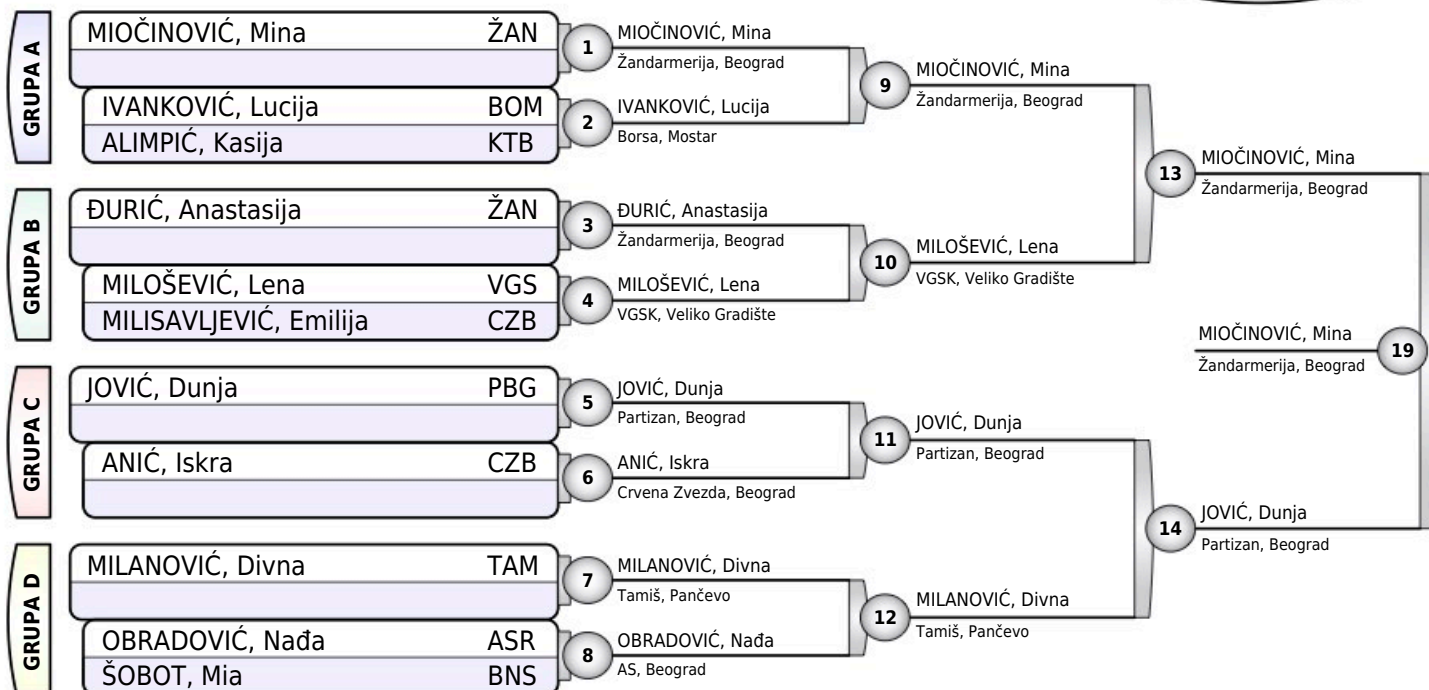 GRUPA A
MIOČINOVIĆ, Mina ŽAN
IVANKOVIĆ, Lucija BOM
ALIMPIĆ, Kasija KTB
1
MIOČINOVIĆ, Mina
Žandarmerija, Beograd
2
IVANKOVIĆ, Lucija
Borsa, Mostar
9
MIOČINOVIĆ, Mina
Žandarmerija, Beograd
GRUPA B
ĐURIĆ, Anastasija ŽAN
MILOŠEVIĆ, Lena VGS
MILISAVLJEVIĆ, Emilija CZB
3
ĐURIĆ, Anastasija
Žandarmerija, Beograd
4
MILOŠEVIĆ, Lena
VGSK, Veliko Gradište
10
MILOŠEVIĆ, Lena
VGSK, Veliko Gradište
13
MIOČINOVIĆ, Mina
Žandarmerija, Beograd
GRUPA C
JOVIĆ, Dunja PBG
ANIĆ, Iskra CZB
5
JOVIĆ, Dunja
Partizan, Beograd
6
ANIĆ, Iskra
Crvena Zvezda, Beograd
11
JOVIĆ, Dunja
Partizan, Beograd
GRUPA D
MILANOVIĆ, Divna TAM
OBRADOVIĆ, Nađa ASR
ŠOBOT, Mia BNS
7
MILANOVIĆ, Divna
Tamiš, Pančevo
8
OBRADOVIĆ, Nađa
AS, Beograd
12
MILANOVIĆ, Divna
Tamiš, Pančevo
14
JOVIĆ, Dunja
Partizan, Beograd
MIOČINOVIĆ, Mina
Žandarmerija, Beograd
19